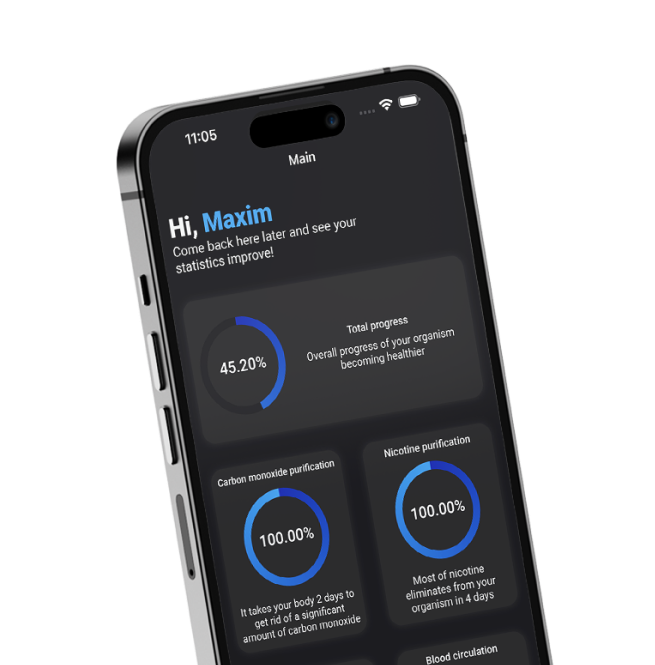 11:05
Main
Hi, Maxim
Come back here later and see your
statistics improve!
45.20%
Total progress
Overall progress of your organism
becoming healthier
Carbon monoxide purification
100.00%
It takes your body 2 days to
get rid of a significant
amount of carbon monoxide
Nicotine purification
100.00%
Most of nicotine
eliminates from your
organism in 4 days
Blood circulation